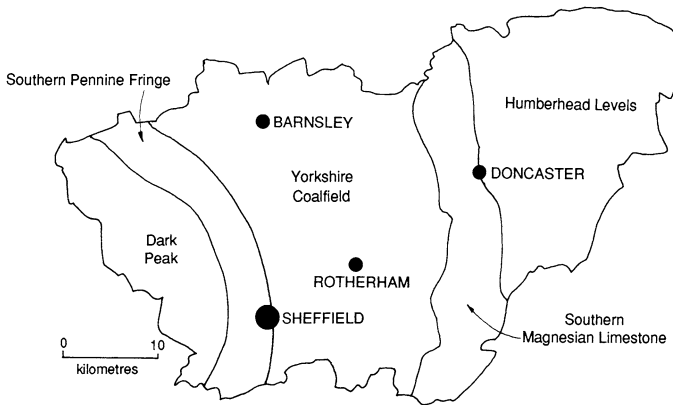 Southern Pennine Fringe
BARNSLEY
Humberhead Levels
Yorkshire
Coalfield
DONCASTER
Dark
Peak
ROTHERHAM
SHEFFIELD
Southern
Magnesian Limestone
0 10
kilometres